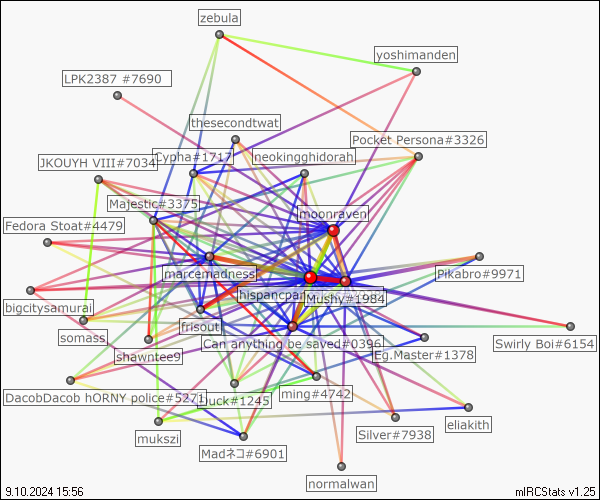 zebula
yoshimanden
LPK2387 #7690
thesecondtwat
Pocket Persona#3326
Cypha#1717
neokingghidorah
JKOUYH VIII#7034
Majestic#3375
moonraven
Fedora Stoat#4479
marcemadness
Pikabro#9971
hispancpain
Mushy#1984
bigcitysamurai
frisout
somass
Can anything be saved#0396
Swirly Boi#6154
shawntee9
Eg.Master#1378
DacobDacob hORNY police#5271
Duck#1245
ming#4742
eliakith
mukszi
Silver#7938
Madネコ#6901
normalwan
9.10.2024 15:56
mIRCStats v1.25